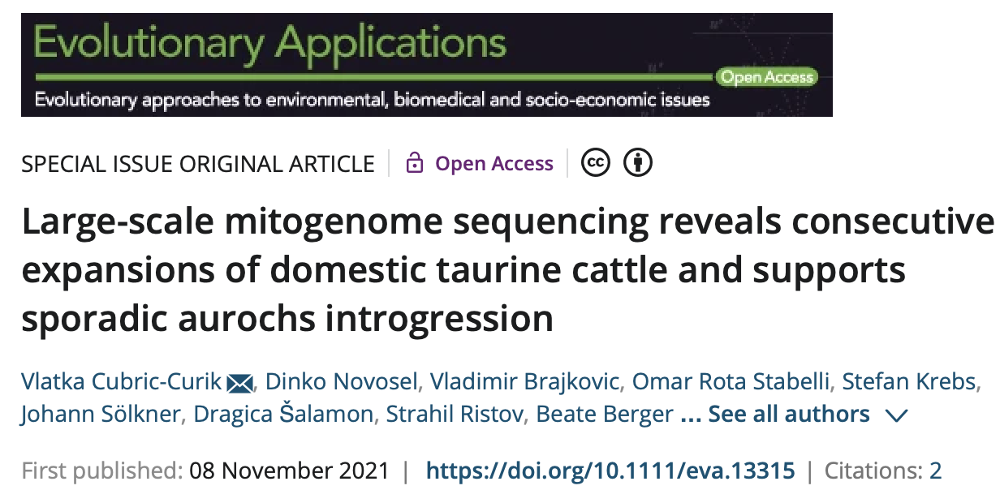 Evolutionary Applications
Open Access
Evolutionary approaches to environmental, biomedical and socio-economic issues
SPECIAL ISSUE ORIGINAL ARTICLE | Open Access | cc
Large-scale mitogenome sequencing reveals consecutive
expansions of domestic taurine cattle and supports
sporadic aurochs introgression
Vlatka Cubric-Curik, Dinko Novosel, Vladimir Brajkovic, Omar Rota Stabelli, Stefan Krebs,
Johann Sölkner, Dragica Šalamon, Strahil Ristov, Beate Berger ... See all authors
First published: 08 November 2021 | https://doi.org/10.1111/eva.13315 | Citations: 2